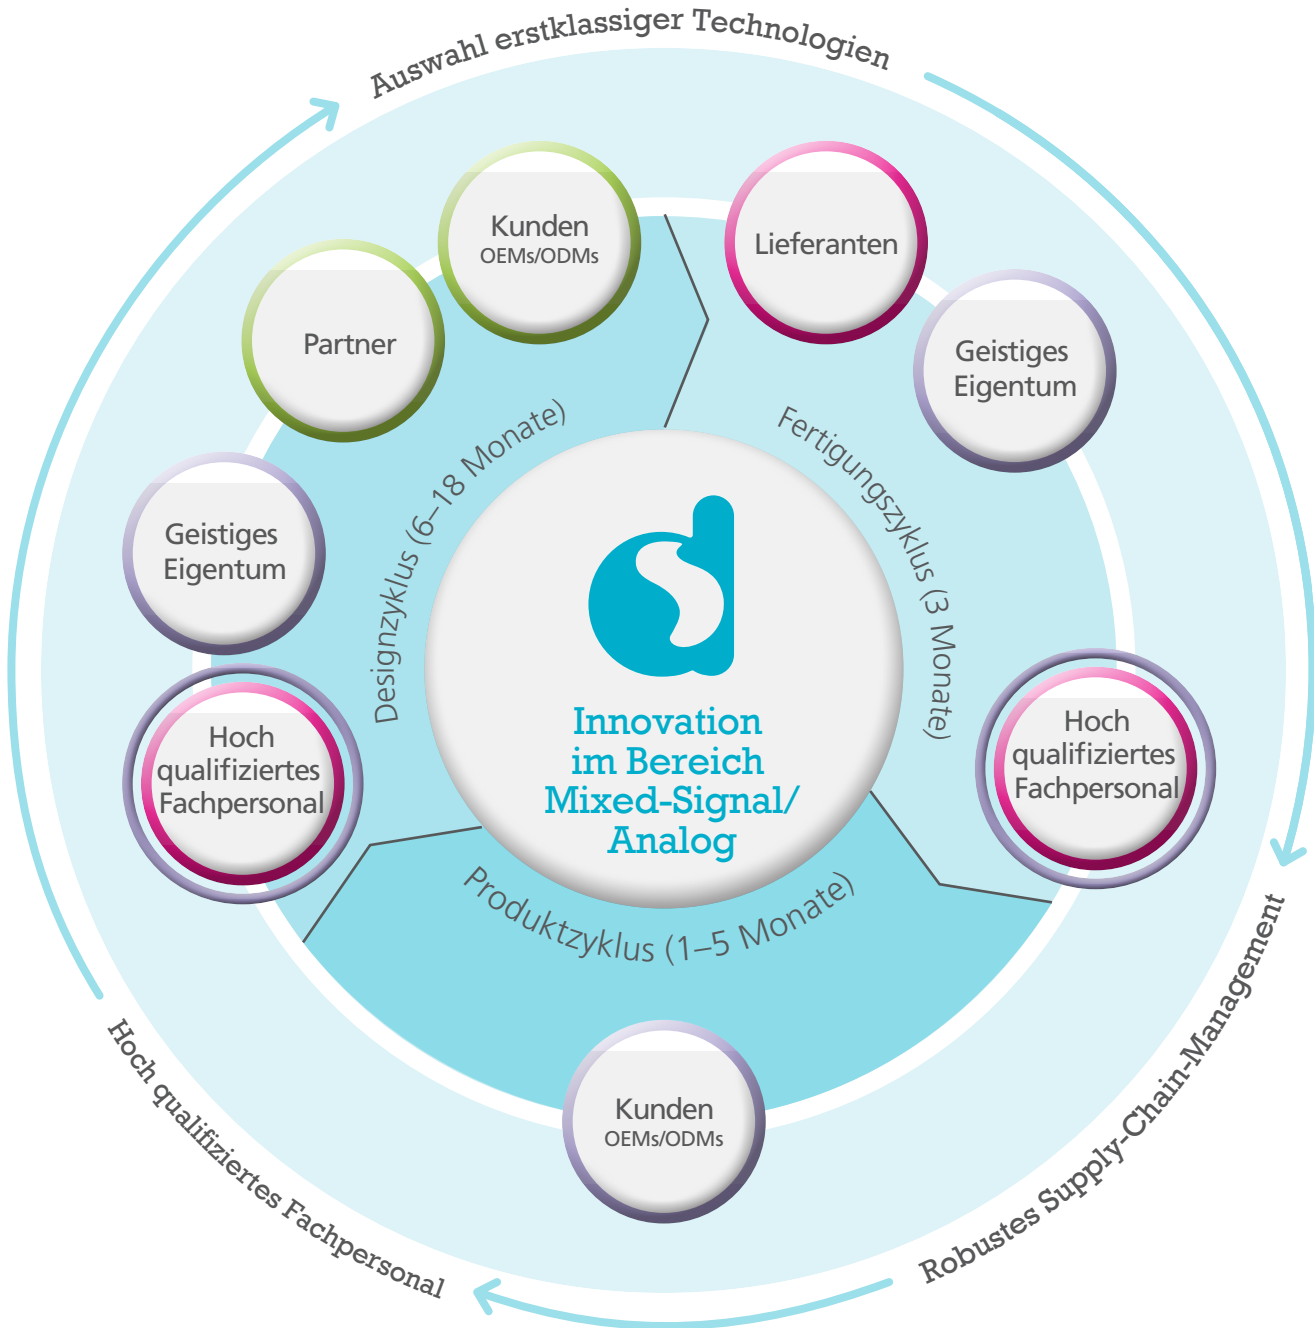 Auswahl erstklassiger Technologien
Kunden
OEMs/ODMs
Lieferanten
Partner
Geistiges
Eigentum
Designzyklus (6–18 Monate)
Fertigungszyklus (3 Monate)
Geistiges
Eigentum
Hoch
qualifiziertes
Fachpersonal
Innovation
im Bereich
Mixed-Signal/
Analog
Hoch
qualifiziertes
Fachpersonal
Produktzyklus (1–5 Monate)
Kunden
OEMs/ODMs
Hoch qualifiziertes Fachpersonal
Robustes Supply-Chain-Management